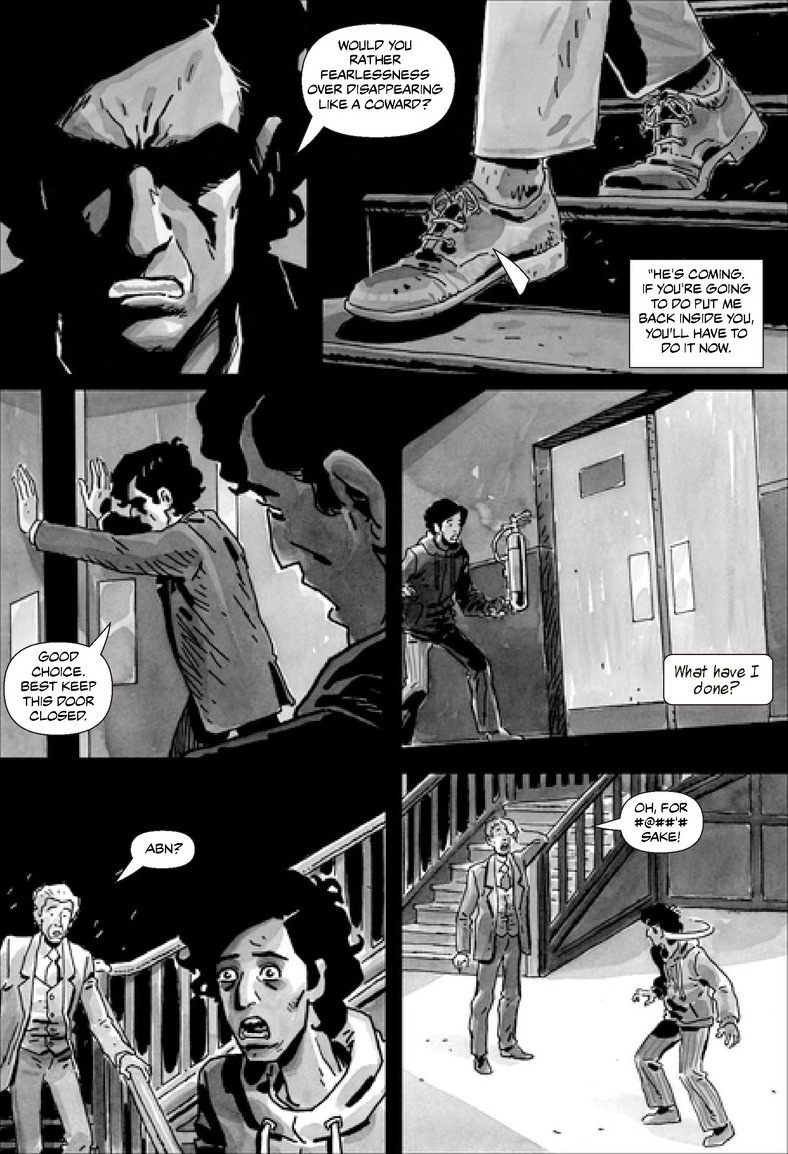 WOULD YOU
RATHER
FEARLESSNESS
OVER DISAPPEARING
LIKE A COWARD?
"HE'S COMING.
IF YOU'RE GOING
TO DO PUT ME
BACK INSIDE YOU,
YOU'LL HAVE TO
DO IT NOW.
GOOD
CHOICE.
BEST KEEP
THIS DOOR
CLOSED.
What have I
done?
ABN?
OH, FOR
#@##'#
SAKE!